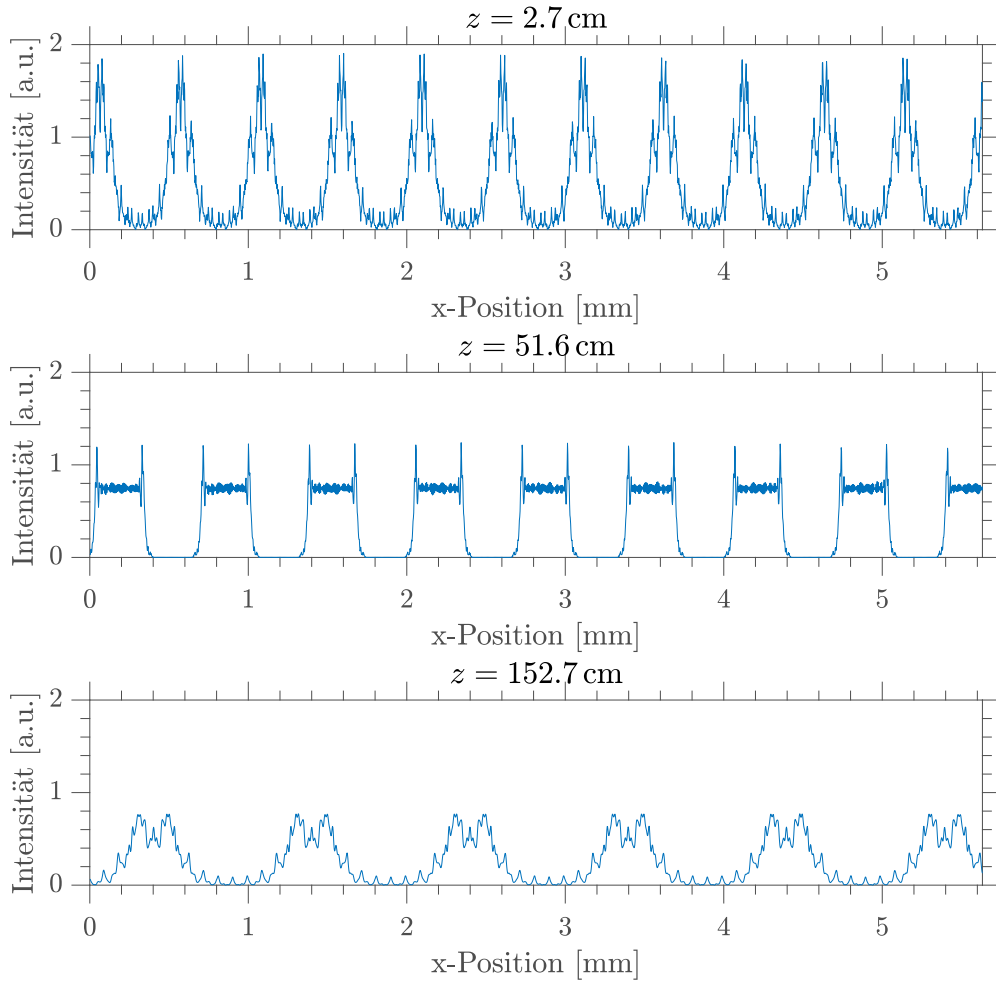 z = 2.7 cm
Intensität [a.u.]
2
1
0
0 1 2 3 4 5
x-Position [mm]
z = 51.6 cm
Intensität [a.u.]
2
1
0
0 1 2 3 4 5
x-Position [mm]
z = 152.7 cm
Intensität [a.u.]
2
1
0
0 1 2 3 4 5
x-Position [mm]